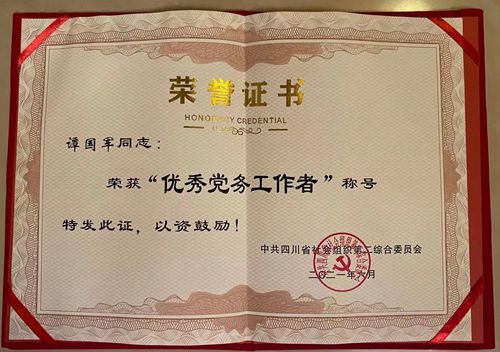 荣誉证书
HONORARY CREDENTIAL
谭国军同志：
荣获“优秀党务工作者”称号
特发此证，以资鼓励！
中共四川省社会组织第二综合委员会
二〇二一年六月